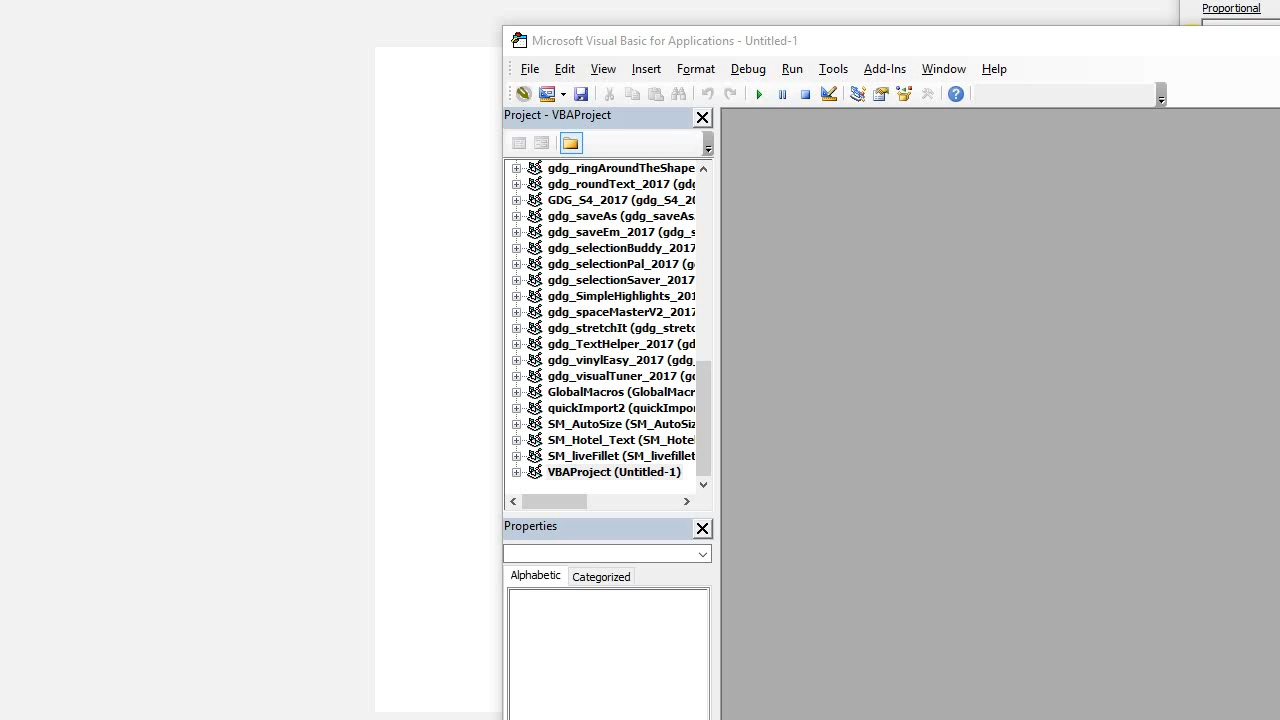 Proportional
Microsoft Visual Basic for Applications - Untitled-1
File Edit View Insert Format Debug Run Tools Add-Ins Window Help
Project - VBAProject
gdg_ringAroundTheShape
gdg_roundText_2017 (gdg
GDG_S4_2017 (gdg_S4_20
gdg_saveAs (gdg_saveAs.
gdg_saveEm_2017 (gdg_s
gdg_selectionBuddy_2017
gdg_selectionPal_2017 (g
gdg_selectionSaver_2017
gdg_SimpleHighlights_201
gdg_spaceMasterV2_2017
gdg_stretchIt (gdg_stretc
gdg_TextHelper_2017 (gd
gdg_vinylEasy_2017 (gdg_
gdg_visualTuner_2017 (g
GlobalMacros (GlobalMacr
quickImport2 (quickImpor
SM_AutoSize (SM_AutoSiz
SM_Hotel_Text (SM_Hotel
SM_liveFillet (SM_livefillet
VBAProject (Untitled-1)
Properties
Alphabetic Categorized